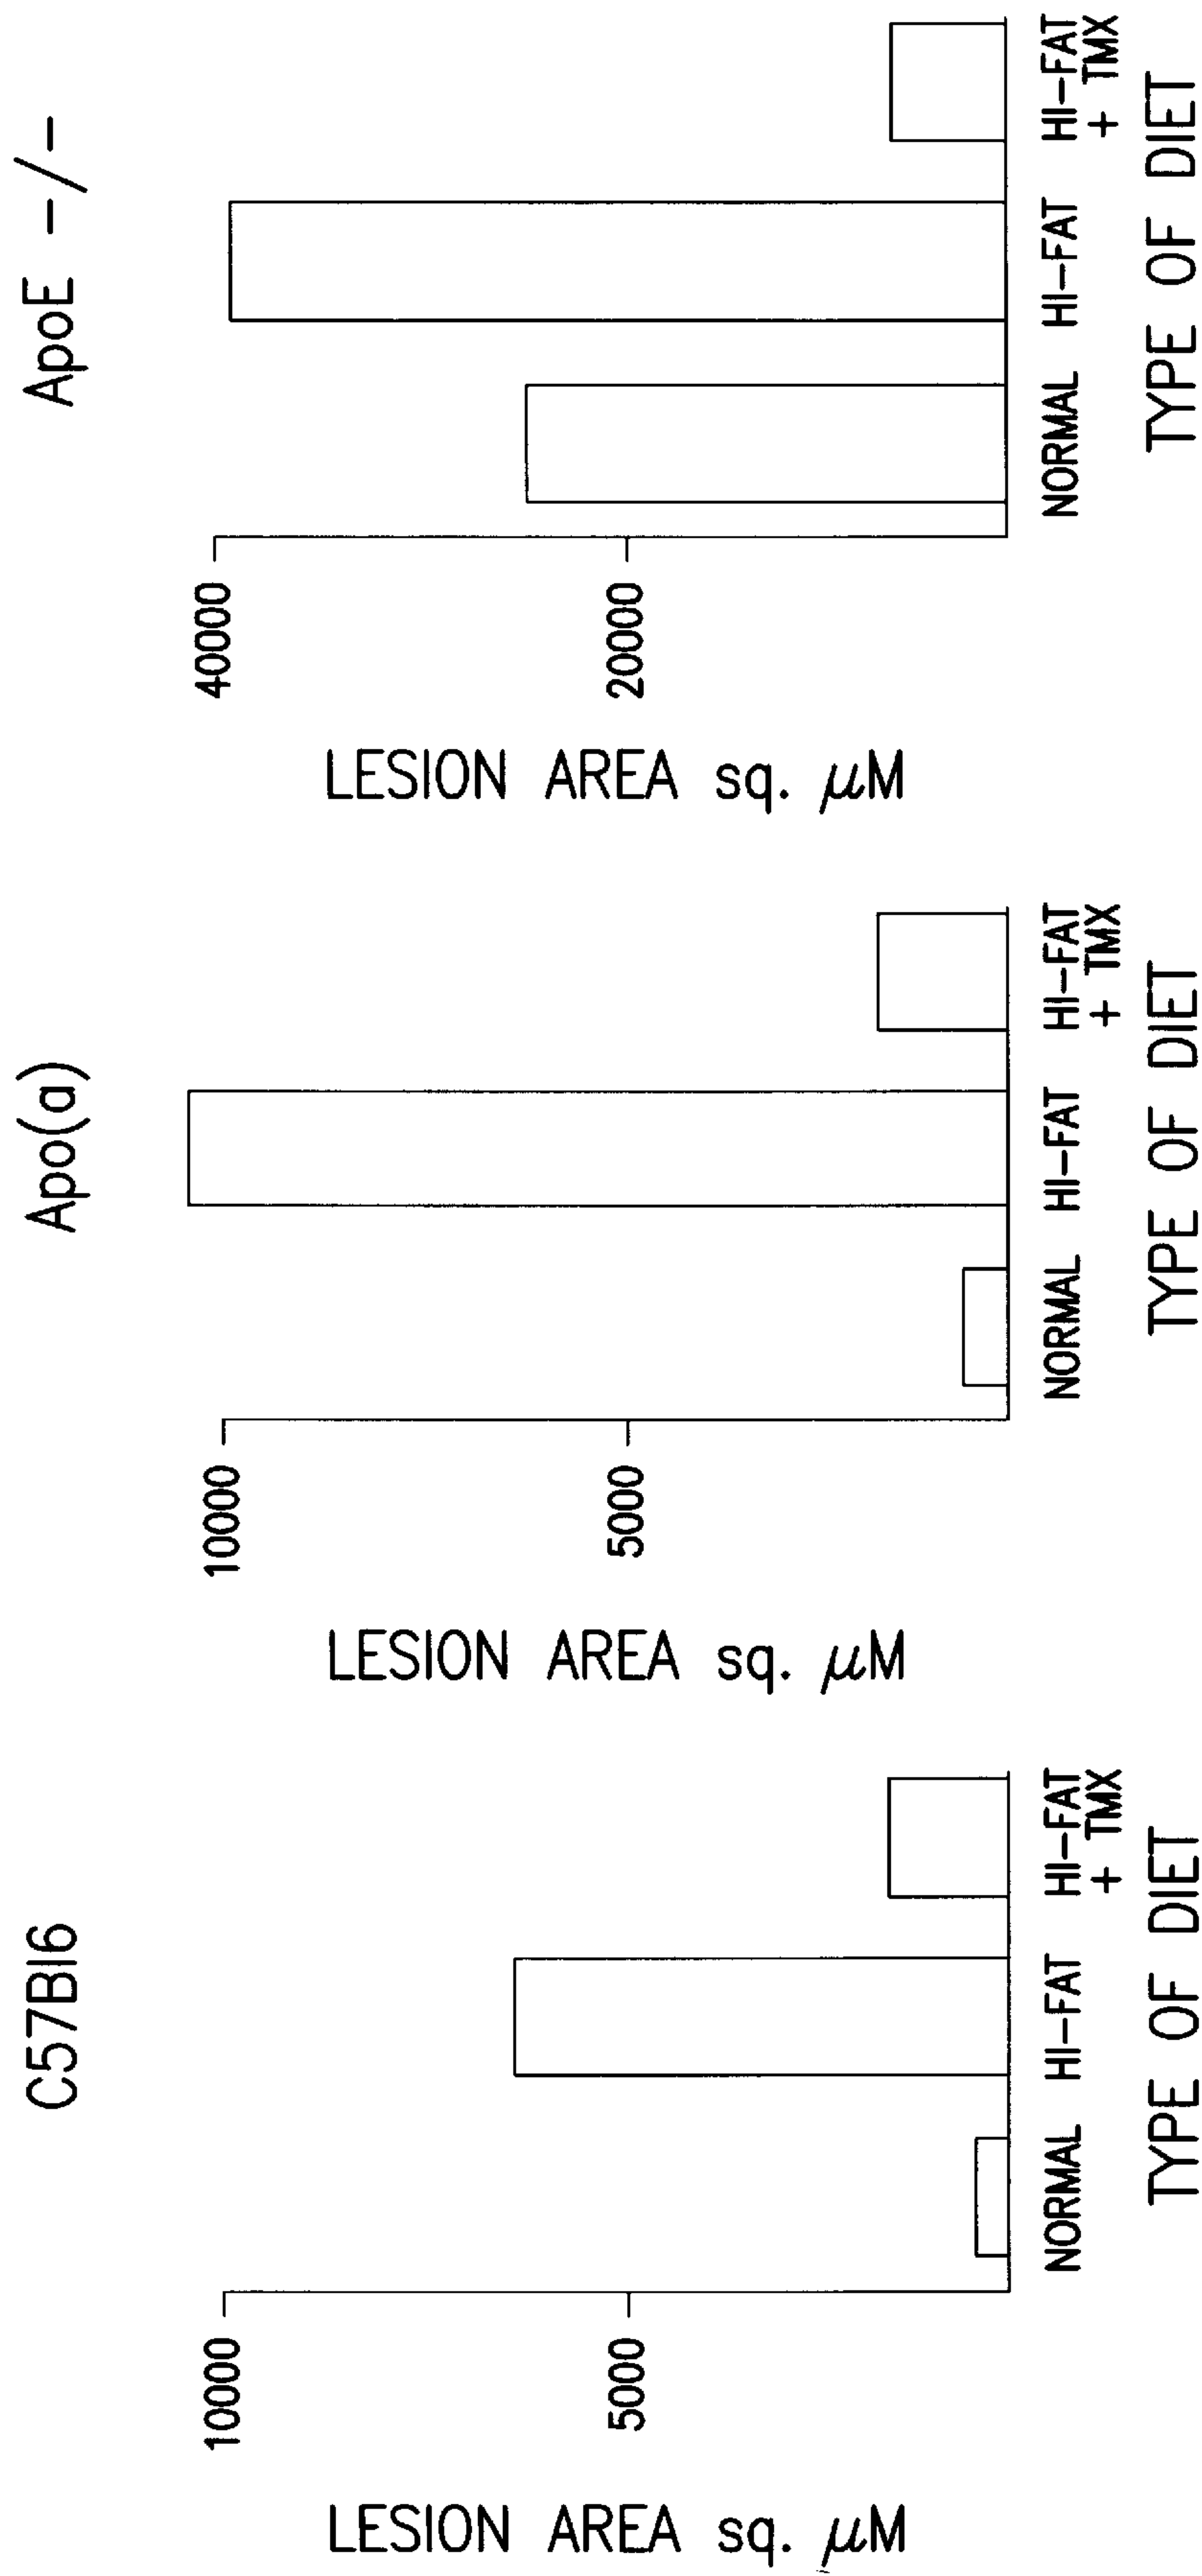 C57Bl6
LESION AREA sq. μM
10000
5000
NORMAL
HI-FAT
HI-FAT
+ TMX
TYPE OF DIET
Apo(a)
LESION AREA sq. μM
10000
5000
NORMAL
HI-FAT
HI-FAT
+ TMX
TYPE OF DIET
ApoE -/-
LESION AREA sq. μM
40000
20000
NORMAL
HI-FAT
HI-FAT
+ TMX
TYPE OF DIET